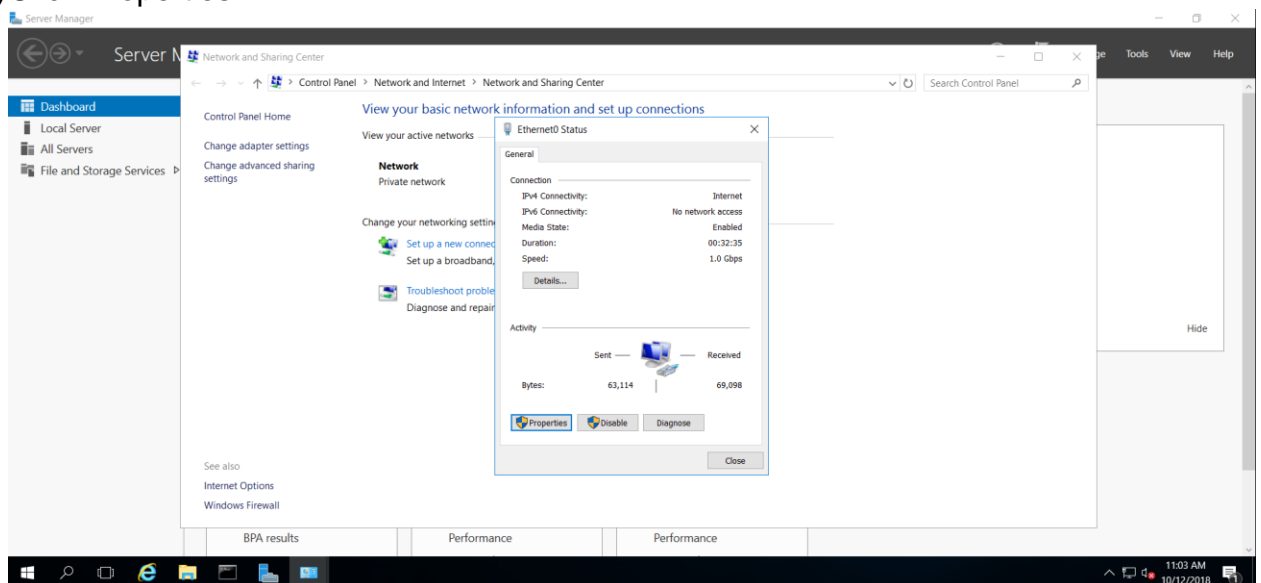 Server Manager
Server
Tools View Help
Network and Sharing Center
Control Panel > Network and Internet > Network and Sharing Center
Search Control Panel
Dashboard
Local Server
All Servers
File and Storage Services
Control Panel Home
Change adapter settings
Change advanced sharing
settings
View your basic network information and set up connections
View your active networks
Network
Private network
Change your networking settin
Set up a new connec
Set up a broadband,
Troubleshoot proble
Diagnose and repair
Ethernet0 Status
General
Connection
IPv4 Connectivity: Internet
IPv6 Connectivity: No network access
Media State: Enabled
Duration: 00:32:35
Speed: 1.0 Gbps
Details...
Activity
Sent Received
Bytes: 63,114 69,098
Properties Disable Diagnose
Close
Hide
See also
Internet Options
Windows Firewall
BPA results Performance Performance
11:03 AM
10/12/2018